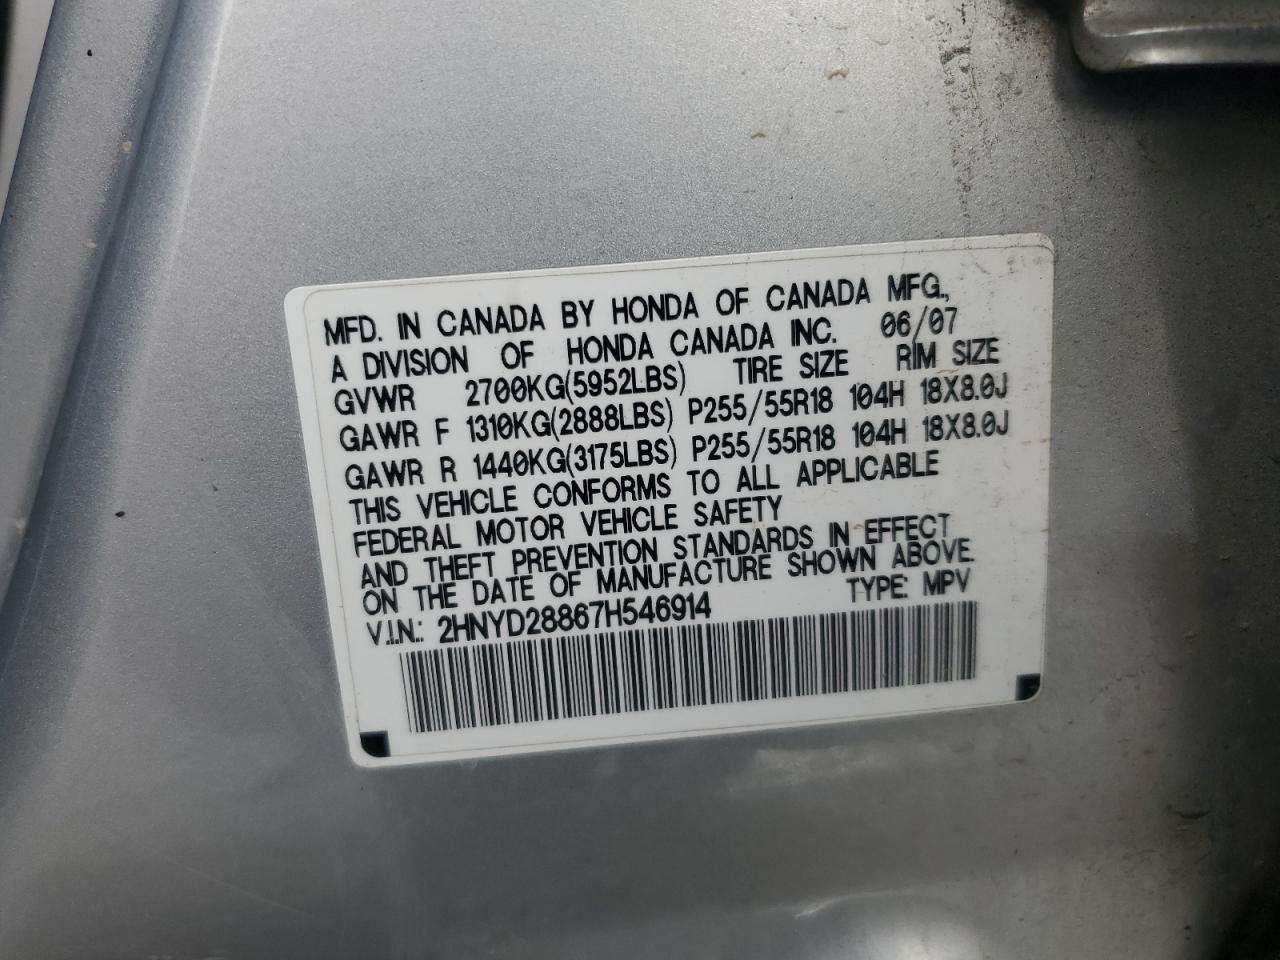 MFD. IN CANADA BY HONDA OF CANADA MFG.,
A DIVISION OF HONDA CANADA INC. 06/07
GVWR 2700KG(5952LBS) TIRE SIZE RIM SIZE
GAWR F 1310KG(2888LBS) P255/55R18 104H 18X8.0J
GAWR R 1440KG(3175LBS) P255/55R18 104H 18X8.0J
THIS VEHICLE CONFORMS TO ALL APPLICABLE
FEDERAL MOTOR VEHICLE SAFETY
AND THEFT PREVENTION STANDARDS IN EFFECT
ON THE DATE OF MANUFACTURE SHOWN ABOVE.
V.I.N.: 2HNYD28867H546914 TYPE: MPV